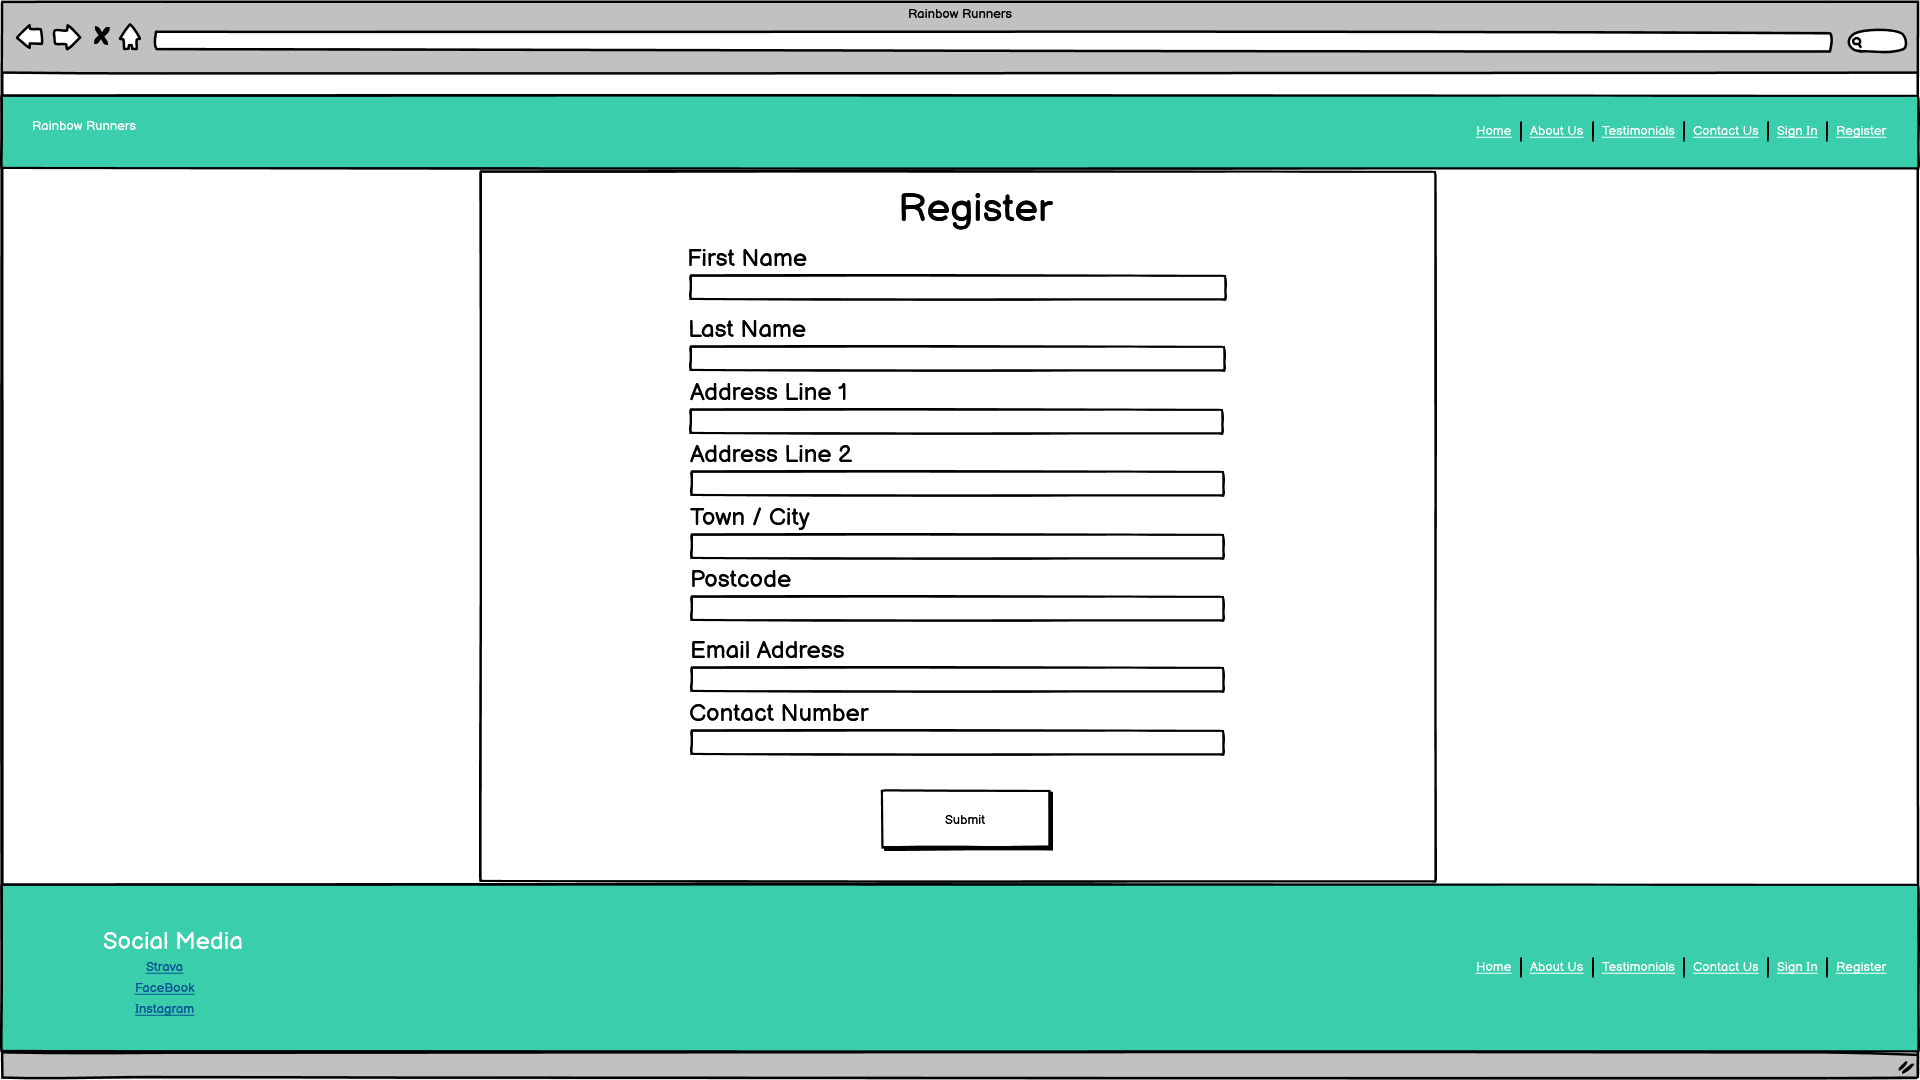 Rainbow Runners
Rainbow Runners
Home About Us Testimonials Contact Us Sign In Register
Register
First Name
Last Name
Address Line 1
Address Line 2
Town / City
Postcode
Email Address
Contact Number
Submit
Social Media
Strava
FaceBook
Instagram
Home About Us Testimonials Contact Us Sign In Register